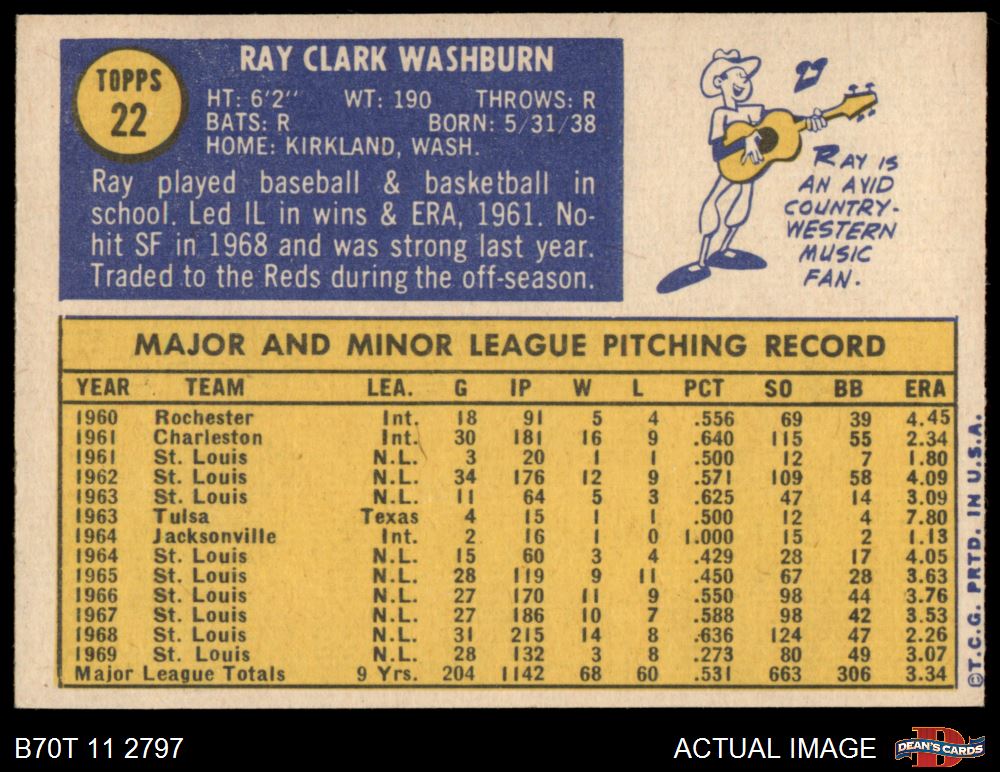 TOPPS
22
RAY CLARK WASHBURN
HT: 6'2" WT: 190 THROWS: R
BATS: R BORN: 5/31/38
HOME: KIRKLAND, WASH.
Ray played baseball & basketball in
school. Led IL in wins & ERA, 1961. No-
hit SF in 1968 and was strong last year.
Traded to the Reds during the off-season.
RAY IS
AN AVID
COUNTRY-
WESTERN
MUSIC
FAN.
MAJOR AND MINOR LEAGUE PITCHING RECORD
YEAR TEAM LEA. G IP W L PCT SO BB ERA
1960 Rochester Int. 18 91 5 4 .556 69 39 4.45
1961 Charleston Int. 30 181 16 9 .640 115 55 2.34
1961 St. Louis N.L. 3 20 1 1 .500 12 7 1.80
1962 St. Louis N.L. 34 176 12 9 .571 109 58 4.09
1963 St. Louis N.L. 11 64 5 3 .625 47 14 3.09
1963 Tulsa Texas 4 15 1 1 .500 12 4 7.80
1964 Jacksonville Int. 2 16 1 0 1.000 15 2 1.13
1964 St. Louis N.L. 15 60 3 4 .429 28 17 4.05
1965 St. Louis N.L. 28 119 9 11 .450 67 28 3.63
1966 St. Louis N.L. 27 170 11 9 .550 98 44 3.76
1967 St. Louis N.L. 27 186 10 7 .588 98 42 3.53
1968 St. Louis N.L. 31 215 14 8 .636 124 47 2.26
1969 St. Louis N.L. 28 132 3 8 .273 80 49 3.07
Major League Totals 9 Yrs. 204 1142 68 60 .531 663 306 3.34
©T.C.G. PRTD. IN U.S.A.
B70T 11 2797
ACTUAL IMAGE
D
DEAN'S CARDS